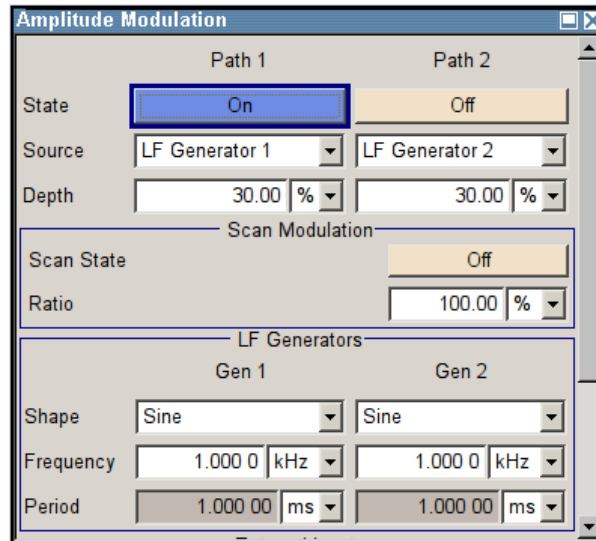 Amplitude Modulation
Path 1 Path 2
State On Off
Source LF Generator 1 LF Generator 2
Depth 30.00 % 30.00 %
Scan Modulation
Scan State Off
Ratio 100.00 %
LF Generators
Gen 1 Gen 2
Shape Sine Sine
Frequency 1.000 0 kHz 1.000 0 kHz
Period 1.000 00 ms 1.000 00 ms